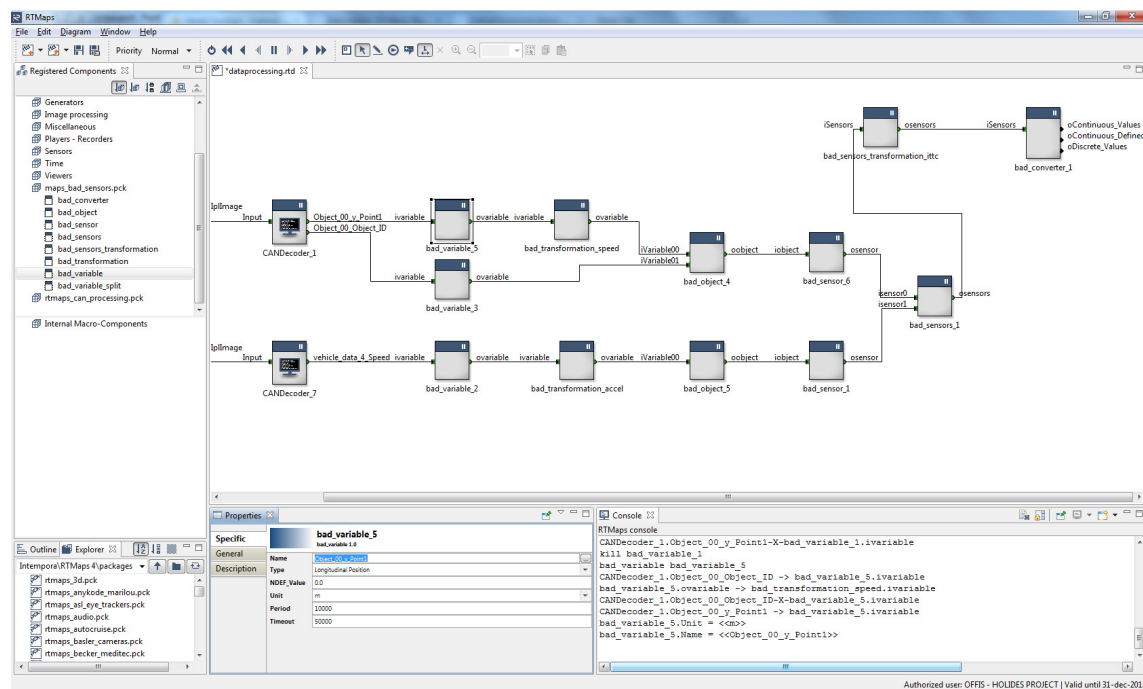 RTMaps
File Edit Diagram Window Help
Priority Normal
Registered Components
*dataprocessing.rtd
Generators
Image processing
Miscellaneous
Players - Recorders
Sensors
Time
Viewers
maps_bad_sensors.pck
bad_converter
bad_object
bad_sensor
bad_sensors
bad_sensors_transformation
bad_transformation
bad_variable
bad_variable_split
rtmaps_can_processing.pck
Internal Macro-Components
iSensors osensors iSensors oContinuous_Values
oContinuous_Defined
oDiscrete_Values
bad_sensors_transformation_ittc bad_converter_1
IplImage
Input Object_00_y_Point1 ivariable ovariable ivariable ovariable
Object_00_Object_ID
CANDecoder_1 bad_variable_5 bad_transformation_speed
iVariable00 oobject iobject osensor
iVariable01
ivariable ovariable
bad_variable_3 bad_object_4 bad_sensor_6
isensor0 osensors
isensor1
bad_sensors_1
IplImage
Input vehicle_data_4_Speed ivariable ovariable ivariable ovariable iVariable00 oobject iobject osensor
CANDecoder_7 bad_variable_2 bad_transformation_accel bad_object_5 bad_sensor_1
Outline Explorer
Intempora\RTMaps 4\packages
rtmaps_3d.pck
rtmaps_anykode_marilou.pck
rtmaps_asl_eye_trackers.pck
rtmaps_audio.pck
rtmaps_autocruise.pck
rtmaps_basler_cameras.pck
rtmaps_becker_meditec.pck
Properties
Specific
General
Description
bad_variable_5
bad_variable 1.0
Name Object_00_y_Point1
Type Longitudinal Position
NDEF_Value 0.0
Unit m
Period 10000
Timeout 50000
Console
RTMaps console
CANDecoder_1.Object_00_y_Point1-X-bad_variable_1.ivariable
kill bad_variable_1
bad_variable bad_variable_5
CANDecoder_1.Object_00_Object_ID -> bad_variable_5.ivariable
bad_variable_5.ovariable -> bad_transformation_speed.ivariable
CANDecoder_1.Object_00_Object_ID-X-bad_variable_5.ivariable
CANDecoder_1.Object_00_y_Point1 -> bad_variable_5.ivariable
bad_variable_5.Unit = <<m>>
bad_variable_5.Name = <<Object_00_y_Point1>>
Authorized user: OFFIS - HOLIDES PROJECT | Valid until 31-dec-201